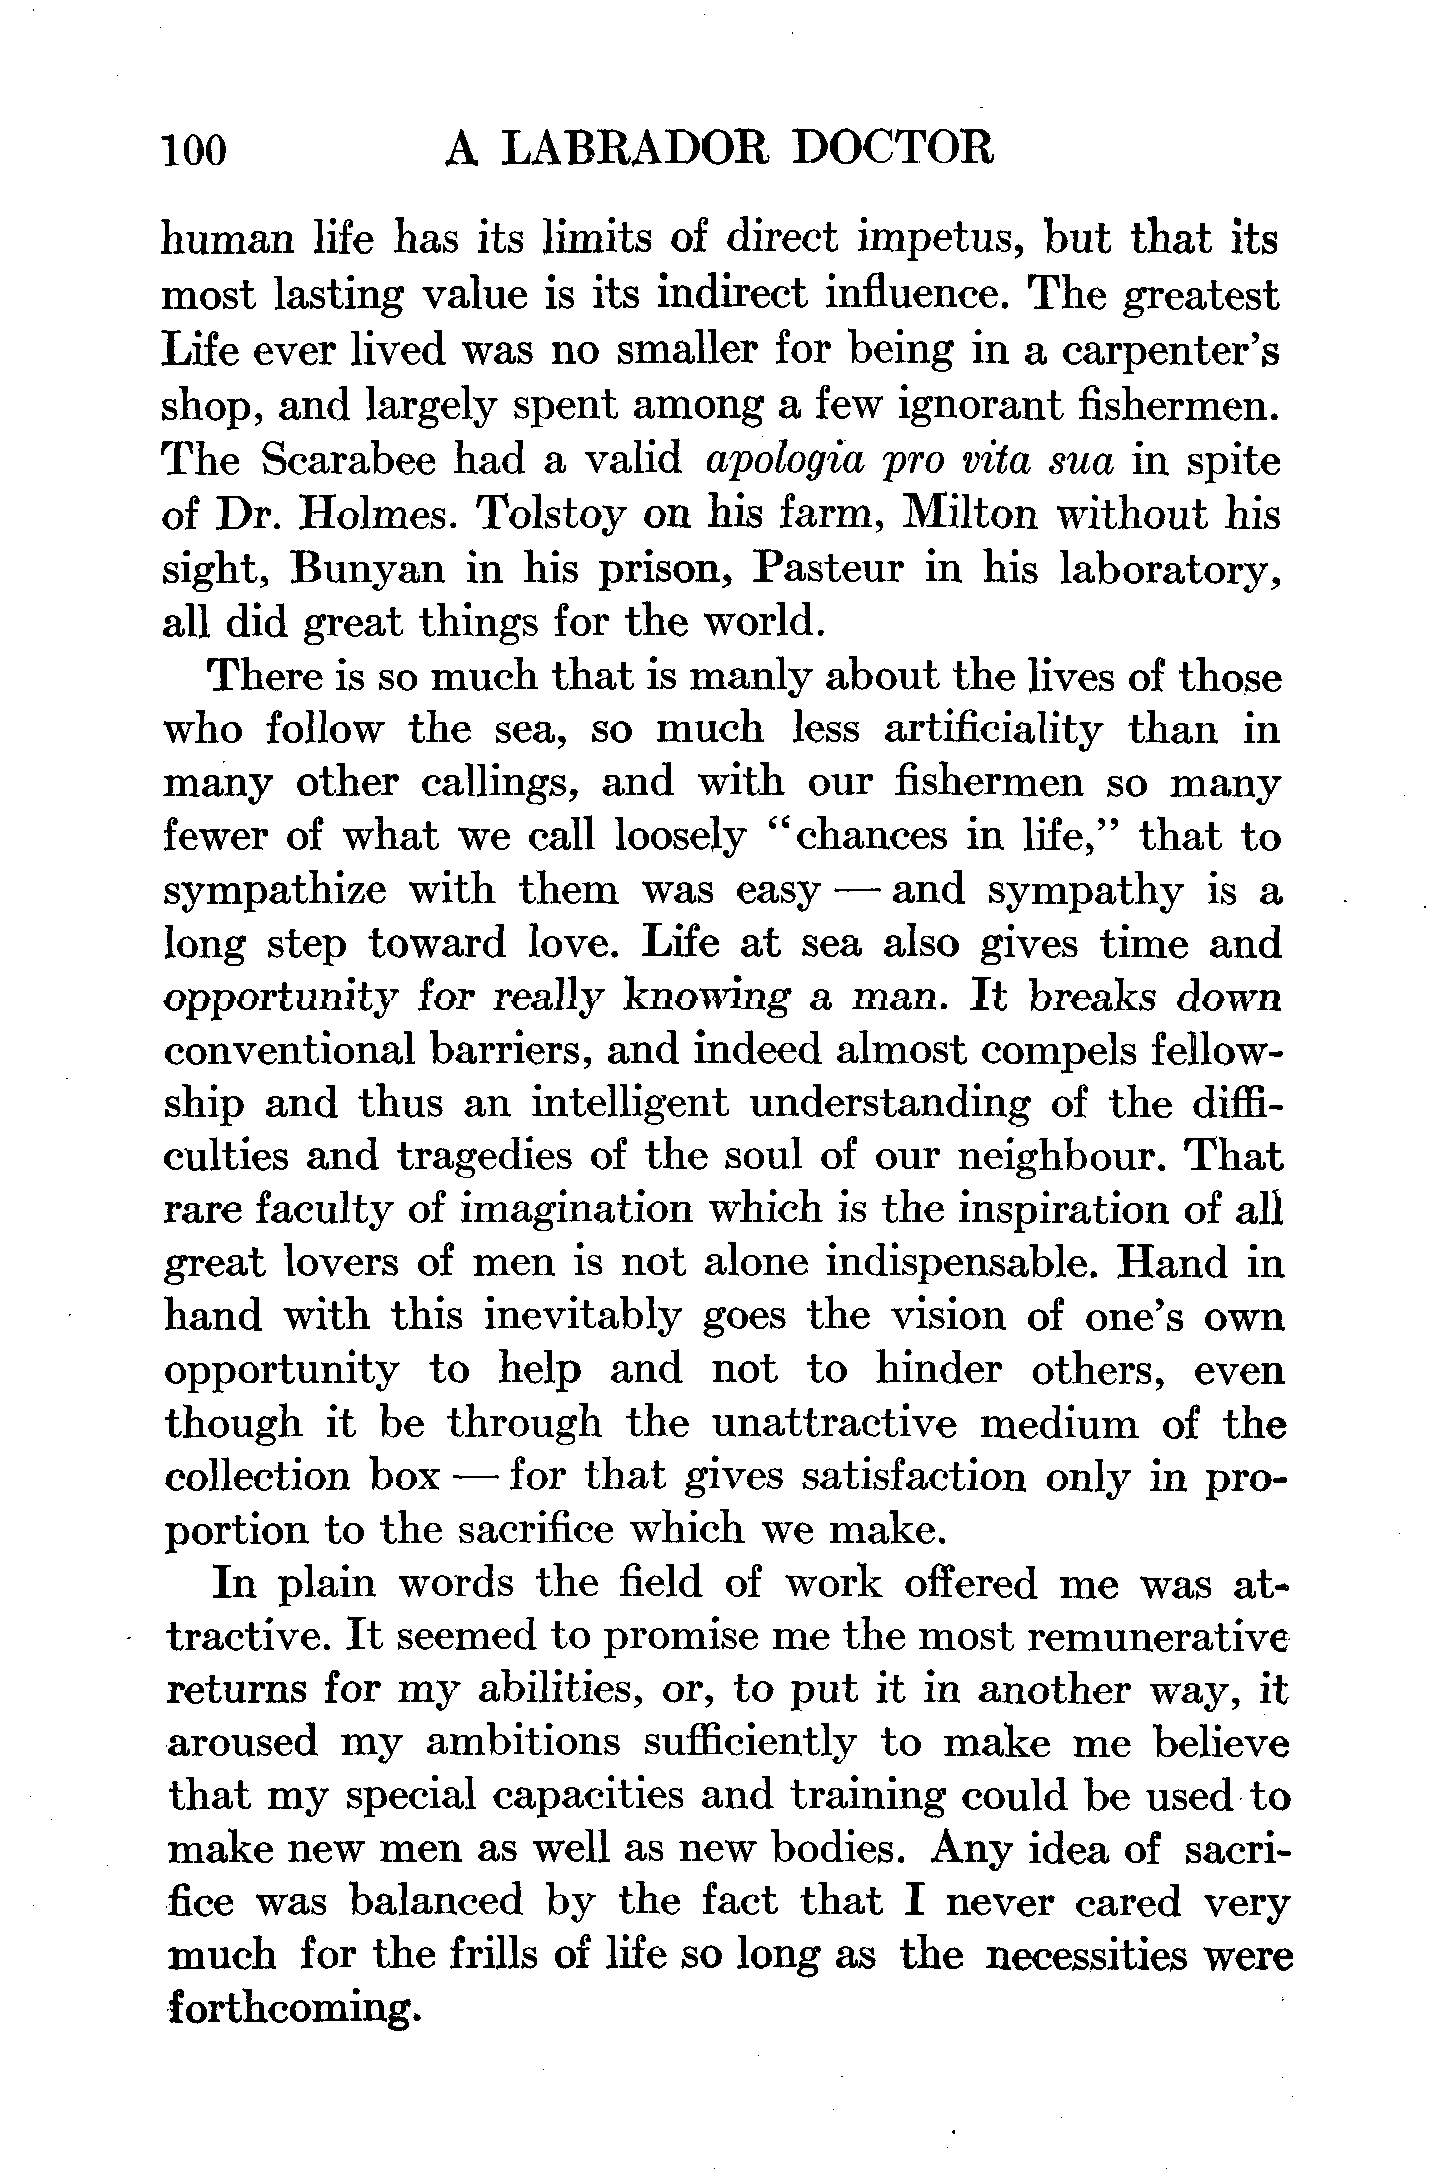 100 A LABRADOR DOCTOR
human life has its limits of direct impetus, but that its
most lasting value is its indirect influence. The greatest
Life ever lived was no smaller for being in a carpenter's
shop, and largely spent among a few ignorant fishermen.
The Scarabee had a valid apologia pro vita sua in spite
of Dr. Holmes. Tolstoy on his farm, Milton without his
sight, Bunyan in his prison, Pasteur in his laboratory,
all did great things for the world.
There is so much that is manly about the lives of those
who follow the sea, so much less artificiality than in
many other callings, and with our fishermen so many
fewer of what we call loosely "chances in life," that to
sympathize with them was easy — and sympathy is a
long step toward love. Life at sea also gives time and
opportunity for really knowing a man. It breaks down
conventional barriers, and indeed almost compels fellow-
ship and thus an intelligent understanding of the diffi-
culties and tragedies of the soul of our neighbour. That
rare faculty of imagination which is the inspiration of all
great lovers of men is not alone indispensable. Hand in
hand with this inevitably goes the vision of one's own
opportunity to help and not to hinder others, even
though it be through the unattractive medium of the
collection box — for that gives satisfaction only in pro-
portion to the sacrifice which we make.
In plain words the field of work offered me was at-
tractive. It seemed to promise me the most remunerative
returns for my abilities, or, to put it in another way, it
aroused my ambitions sufficiently to make me believe
that my special capacities and training could be used to
make new men as well as new bodies. Any idea of sacri-
fice was balanced by the fact that I never cared very
much for the frills of life so long as the necessities were
forthcoming.